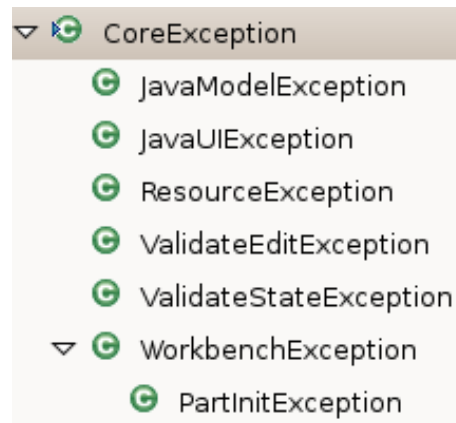 CoreException
JavaModelException
JavaUIException
ResourceException
ValidateEditException
ValidateStateException
WorkbenchException
PartInitException